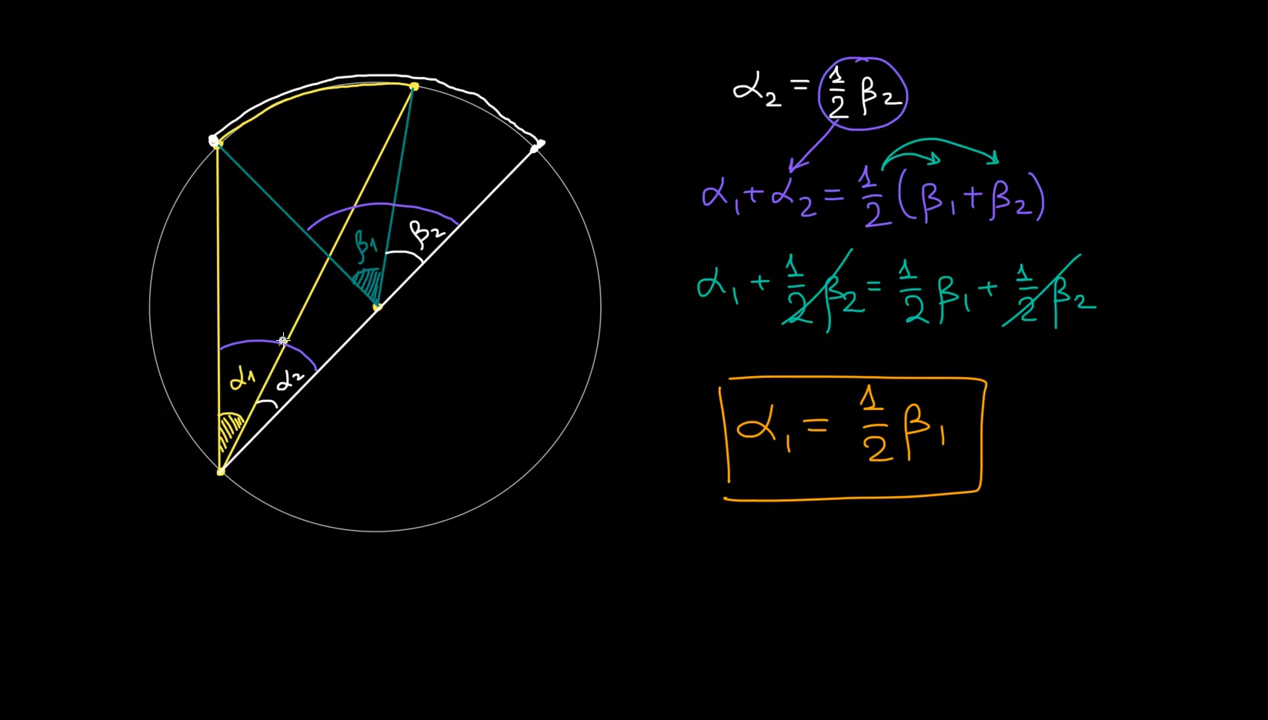 α₂ = 1/2 β₂
α₁ + α₂ = 1/2 (β₁ + β₂)
α₁ + 1/2 β₂ = 1/2 β₁ + 1/2 β₂
α₁ = 1/2 β₁
β₁
β₂
α₁
α₂